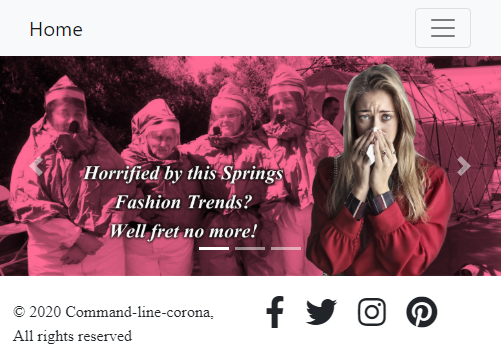 Home
Horrified by this Springs
Fashion Trends?
Well fret no more!
© 2020 Command-line-corona,
All rights reserved